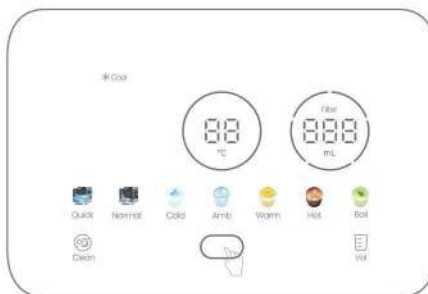 Cool
Filter
88
888
°C
mL
Quick Normal Cold Amb Warm Hot Boil
Clean Vol